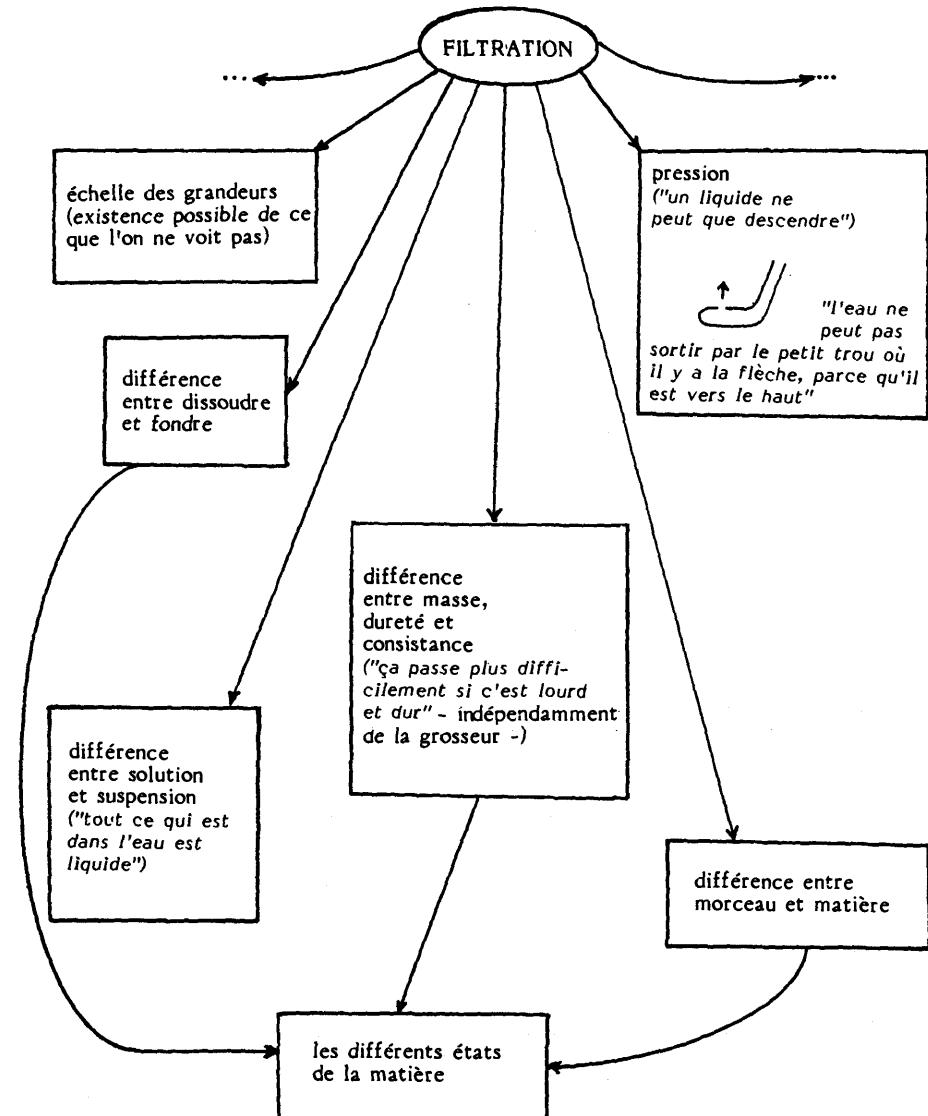 FILTRATION
...
...
échelle des grandeurs
(existence possible de ce
que l'on ne voit pas)
pression
("un liquide ne
peut que descendre")
"l'eau ne
peut pas
sortir par le petit trou où
il y a la flèche, parce qu'il
est vers le haut"
différence
entre dissoudre
et fondre
différence
entre masse,
dureté et
consistance
("ça passe plus diffi-
cilement si c'est lourd
et dur" - indépendamment
de la grosseur -)
différence
entre solution
et suspension
("tout ce qui est
dans l'eau est
liquide")
différence entre
morceau et matière
les différents états
de la matière